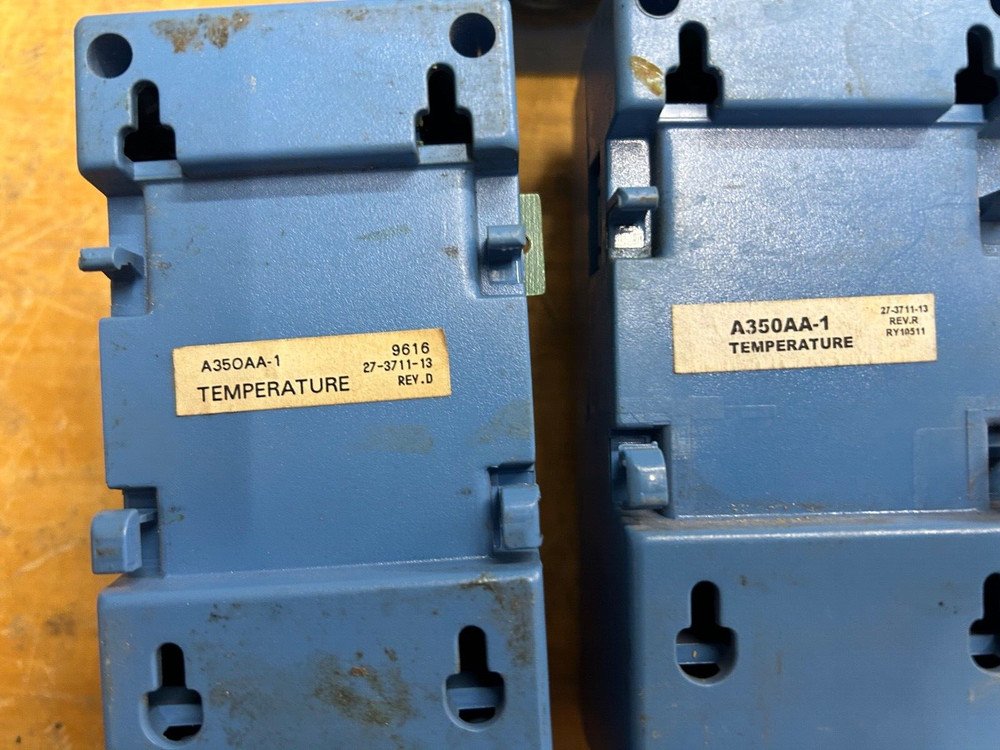 A350AA-1 9616
27-3711-13
TEMPERATURE REV.D
A350AA-1 27-3711-13
REV.R
TEMPERATURE RY10511